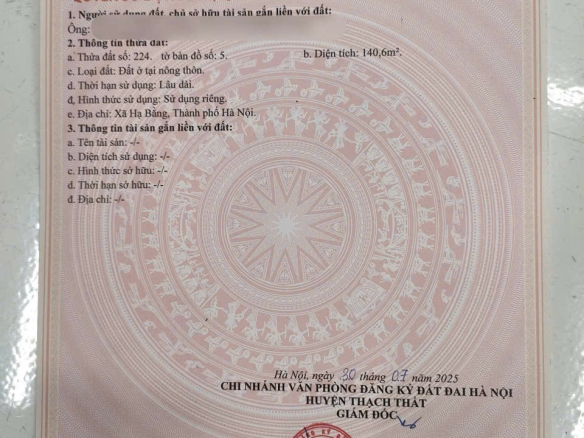 1. Người sử dụng đất, chủ sở hữu tài sản gắn liền với đất:
Ông:
2. Thông tin thửa đất:
a. Thửa đất số: 224. tờ bản đồ số: 5. b. Diện tích: 140,6m².
c. Loại đất: Đất ở tại nông thôn.
d. Thời hạn sử dụng: Lâu dài.
đ, Hình thức sử dụng: Sử dụng riêng.
e. Địa chỉ: Xã Hạ Bằng, Thành phố Hà Nội.
3. Thông tin tài sản gắn liền với đất:
a. Tên tài sản: -/-
b. Diện tích sử dụng: -/-
c. Hình thức sở hữu: -/-
d. Thời hạn sở hữu: -/-
đ. Địa chỉ: -/-
Hà Nội, ngày 30 tháng 07 năm 2025
CHI NHÁNH VĂN PHÒNG ĐĂNG KÝ ĐẤT ĐAI HÀ NỘI
HUYỆN THẠCH THẤT
GIÁM ĐỐC